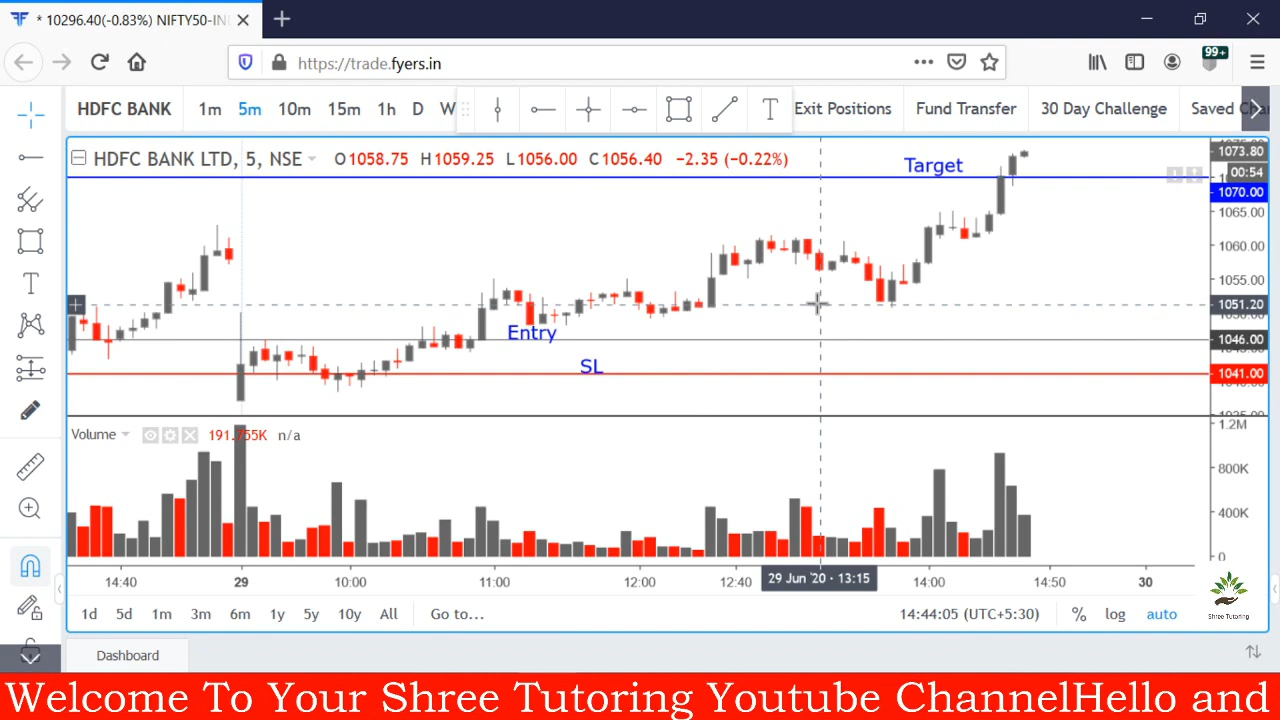 * 10296.40(-0.83%) NIFTY50-IN
https://trade.fyers.in
99+
HDFC BANK 1m 5m 10m 15m 1h D W Exit Positions Fund Transfer 30 Day Challenge Saved
HDFC BANK LTD, 5, NSE O1058.75 H1059.25 L1056.00 C1056.40 −2.35 (−0.22%)
Target
1073.80
00:54
1070.00
1065.00
1060.00
1055.00
1051.20
1046.00
1041.00
Entry
SL
Volume 191.755K n/a
1.2M
800K
400K
0
14:40 29 10:00 11:00 12:00 12:40 29 Jun '20 · 13:15 14:00 14:50 30
1d 5d 1m 3m 6m 1y 5y 10y All Go to... 14:44:05 (UTC+5:30) % log auto
Shree Tutoring
Dashboard
Welcome To Your Shree Tutoring Youtube ChannelHello and